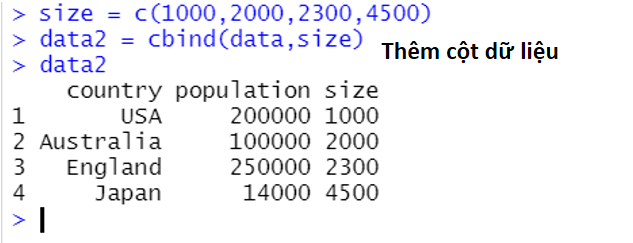 > size = c(1000,2000,2300,4500)
> data2 = cbind(data,size)
Thêm cột dữ liệu
> data2
country population size
1 USA 200000 1000
2 Australia 100000 2000
3 England 250000 2300
4 Japan 14000 4500
>